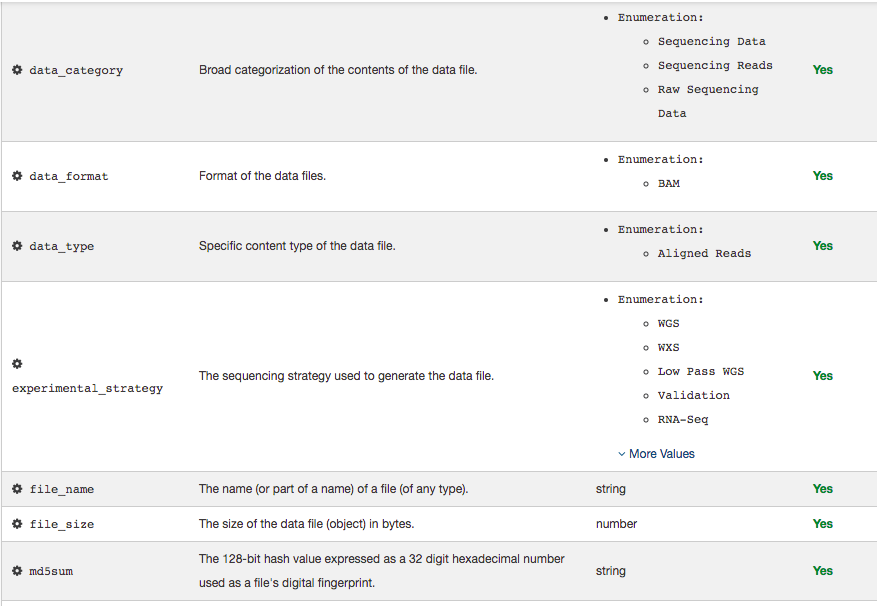 Enumeration:
Sequencing Data
Sequencing Reads
data_category Broad categorization of the contents of the data file. Yes
Raw Sequencing
Data
Enumeration:
data_format Format of the data files. Yes
BAM
Enumeration:
data_type Specific content type of the data file. Yes
Aligned Reads
Enumeration:
WGS
WXS
Low Pass WGS
experimental_strategy The sequencing strategy used to generate the data file. Yes
Validation
RNA-Seq
More Values
file_name The name (or part of a name) of a file (of any type). string Yes
file_size The size of the data file (object) in bytes. number Yes
The 128-bit hash value expressed as a 32 digit hexadecimal number
md5sum string Yes
used as a file's digital fingerprint.